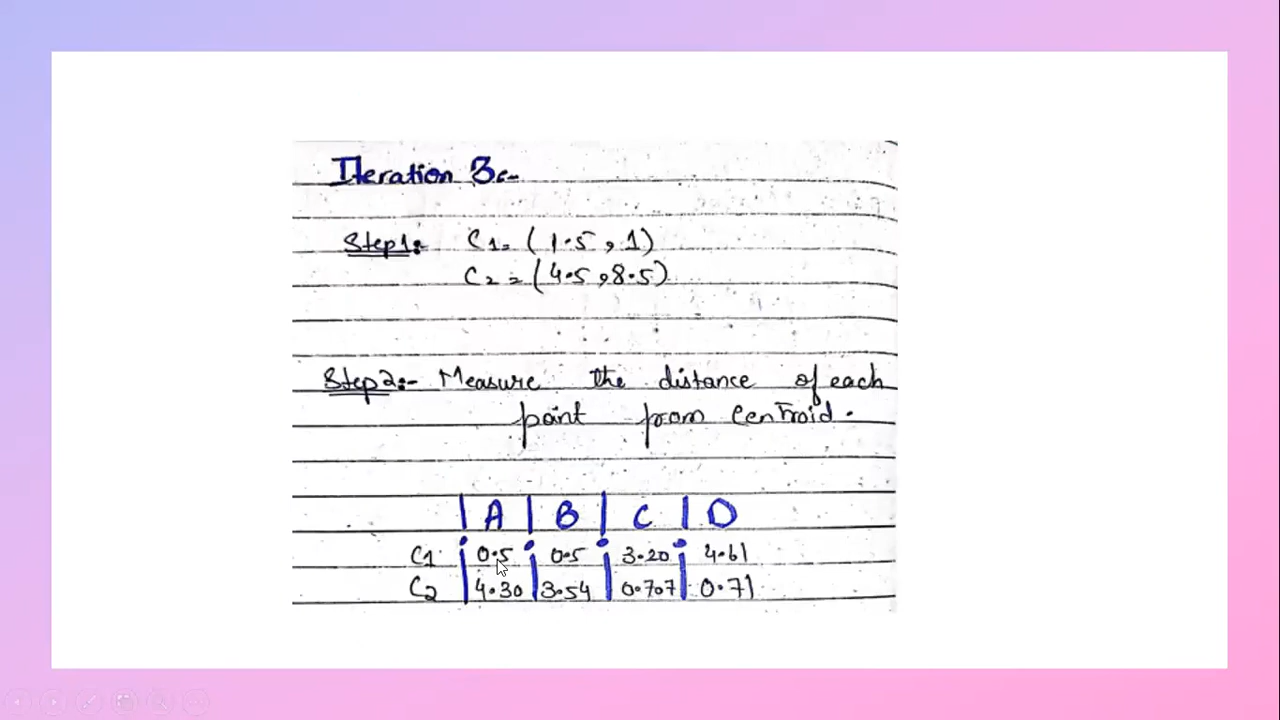 Iteration 3:-
Step1:- C1= (1.5, 1)
C2 = (4.5, 8.5)
Step2:- Measure the distance of each
point from Centroid.
| A | B | C | D
C1 | 0.5 | 0.5 | 3.20 | 4.61
C2 | 4.30 | 3.54 | 0.707 | 0.71